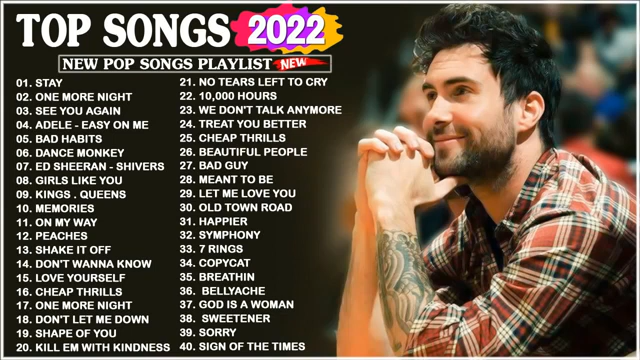 TOP SONGS 2022
NEW POP SONGS PLAYLIST NEW
01. STAY
02. ONE MORE NIGHT
03. SEE YOU AGAIN
04. ADELE - EASY ON ME
05. BAD HABITS
06. DANCE MONKEY
07. ED SHEERAN - SHIVERS
08. GIRLS LIKE YOU
09. KINGS . QUEENS
10. MEMORIES
11. ON MY WAY
12. PEACHES
13. SHAKE IT OFF
14. DON'T WANNA KNOW
15. LOVE YOURSELF
16. CHEAP THRILLS
17. ONE MORE NIGHT
18. DON'T LET ME DOWN
19. SHAPE OF YOU
20. KILL EM WITH KINDNESS
21. NO TEARS LEFT TO CRY
22. 10,000 HOURS
23. WE DON'T TALK ANYMORE
24. TREAT YOU BETTER
25. CHEAP THRILLS
26. BEAUTIFUL PEOPLE
27. BAD GUY
28. MEANT TO BE
29. LET ME LOVE YOU
30. OLD TOWN ROAD
31. HAPPIER
32. SYMPHONY
33. 7 RINGS
34. COPYCAT
35. BREATHIN
36. BELLYACHE
37. GOD IS A WOMAN
38. SWEETENER
39. SORRY
40. SIGN OF THE TIMES